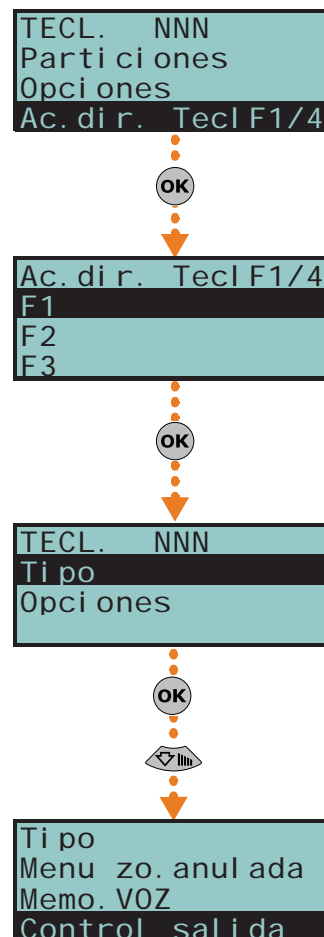 TECL. NNN
Particiones
Opciones
Ac.dir. TeclF1/4
OK
Ac.dir. TeclF1/4
F1
F2
F3
OK
TECL. NNN
Tipo
Opciones
OK
Tipo
Menu zo.anulada
Memo.VOZ
Control salida